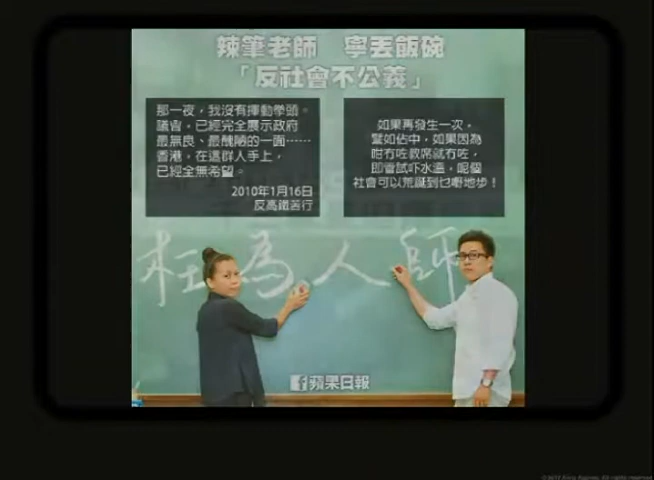 辣筆老師 寧丟飯碗
「反社會不公義」
那一夜，我沒有揮動拳頭。
議會，已經完全展示政府
最無良、最醜陋的一面……
香港，在這群人手上，
已經全無希望。
2010年1月16日
反高鐵苦行
如果再發生一次，
譬如佔中，如果因為
咁冇咗教席就冇咗，
即管試吓水溫，呢個
社會可以荒誕到乜嘢地步！
枉為人師
f蘋果日報